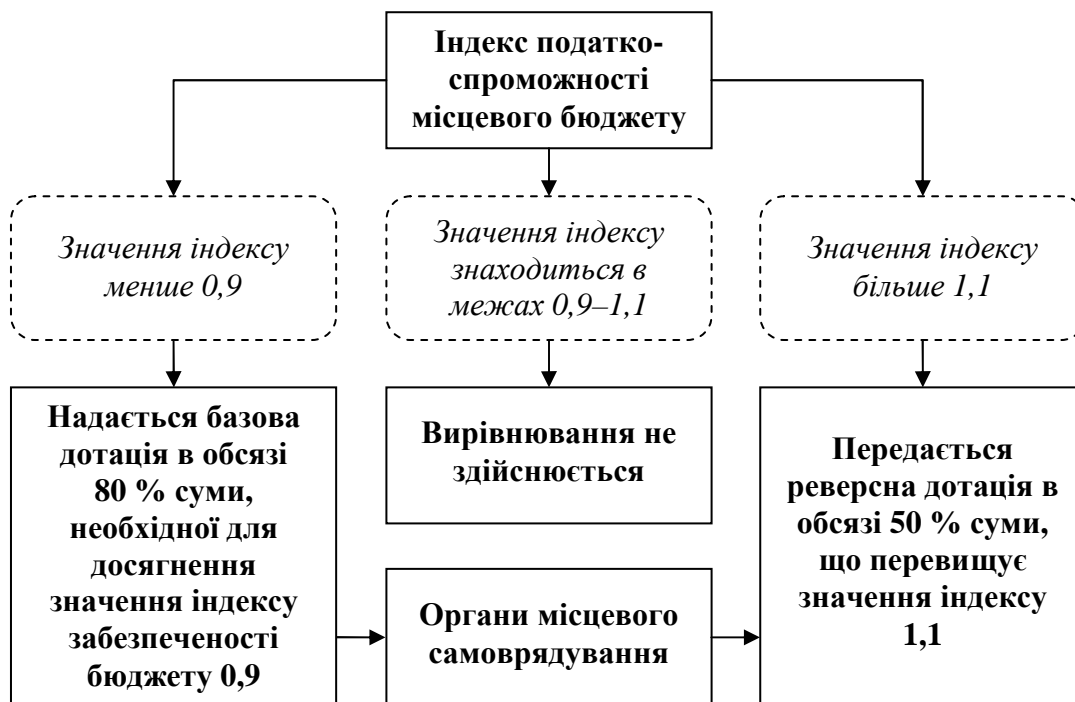 Індекс податко-
спроможності
місцевого бюджету
Значення індексу
менше 0,9
Значення індексу
знаходиться в
межах 0,9–1,1
Значення індексу
більше 1,1
Надається базова
дотація в обсязі
80 % суми,
необхідної для
досягнення
значення індексу
забезпеченості
бюджету 0,9
Вирівнювання не
здійснюється
Органи місцевого
самоврядування
Передається
реверсна дотація в
обсязі 50 % суми,
що перевищує
значення індексу
1,1